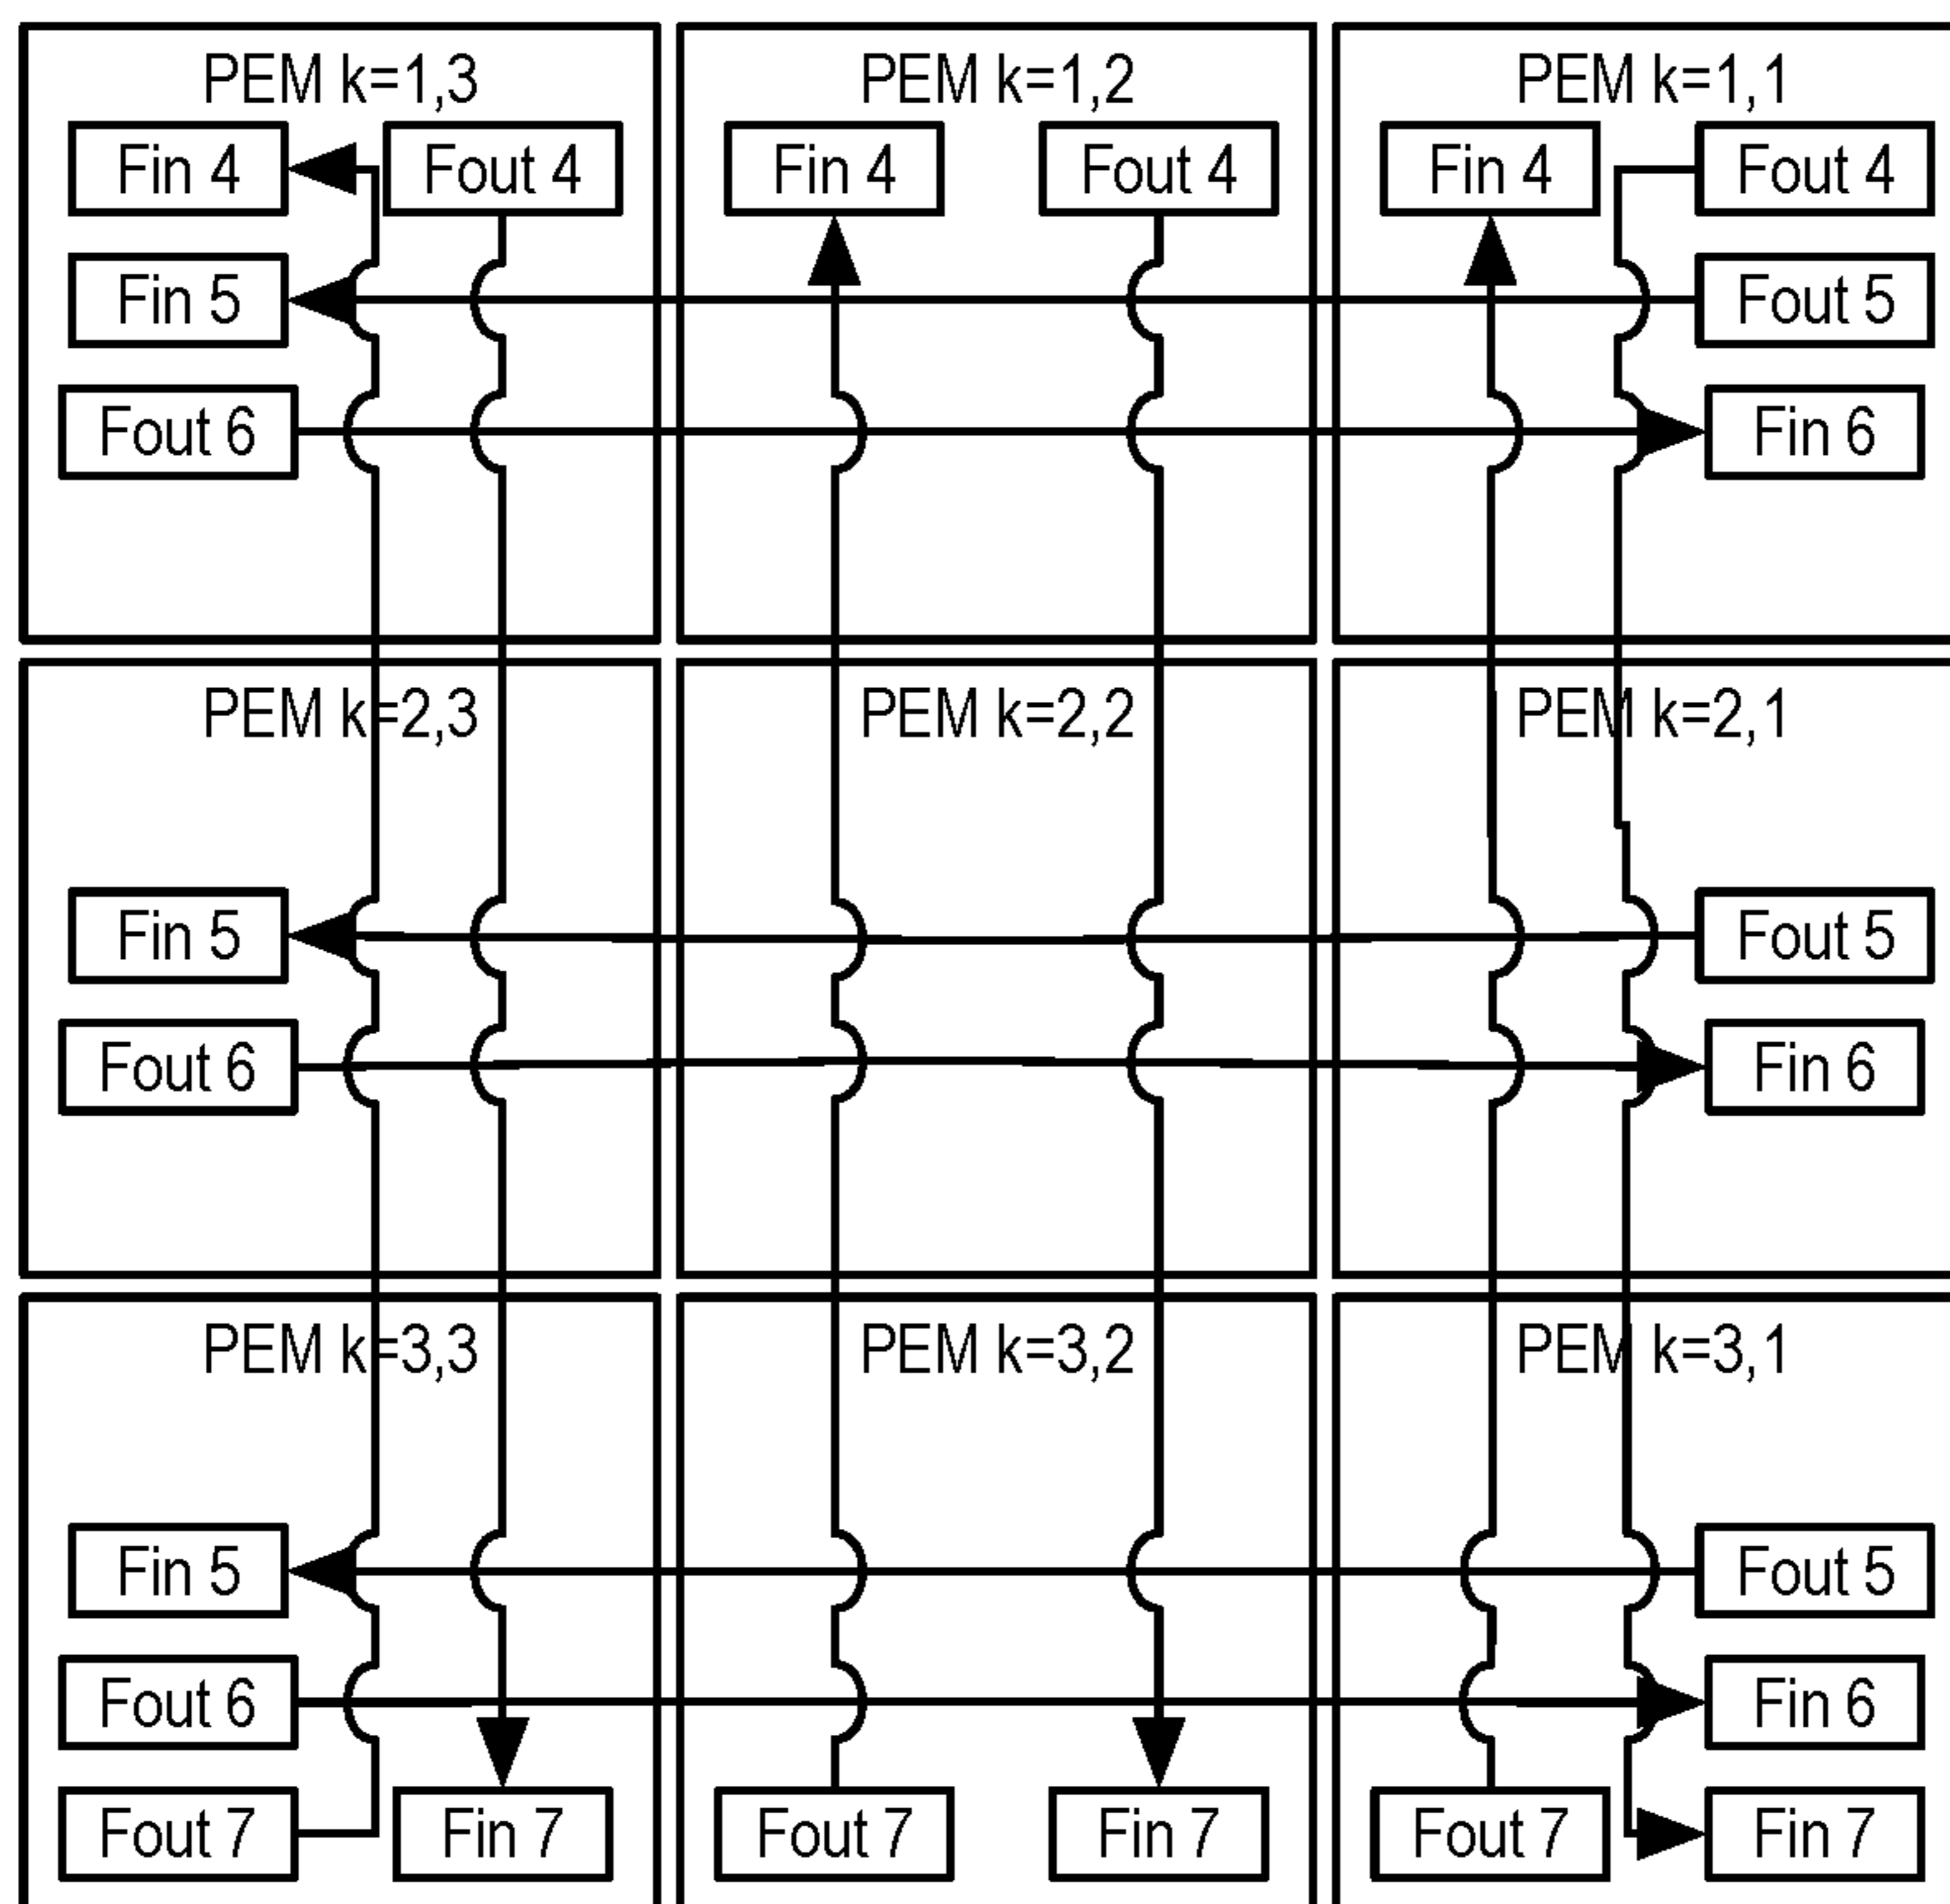 PEM k=1,3
PEM k=1,2
PEM k=1,1
Fin 4
Fout 4
Fin 4
Fout 4
Fin 4
Fout 4
Fin 5
Fout 5
Fout 6
Fin 6
PEM k=2,3
PEM k=2,2
PEM k=2,1
Fin 5
Fout 5
Fout 6
Fin 6
PEM k=3,3
PEM k=3,2
PEM k=3,1
Fin 5
Fout 5
Fout 6
Fin 6
Fout 7
Fin 7
Fout 7
Fin 7
Fout 7
Fin 7